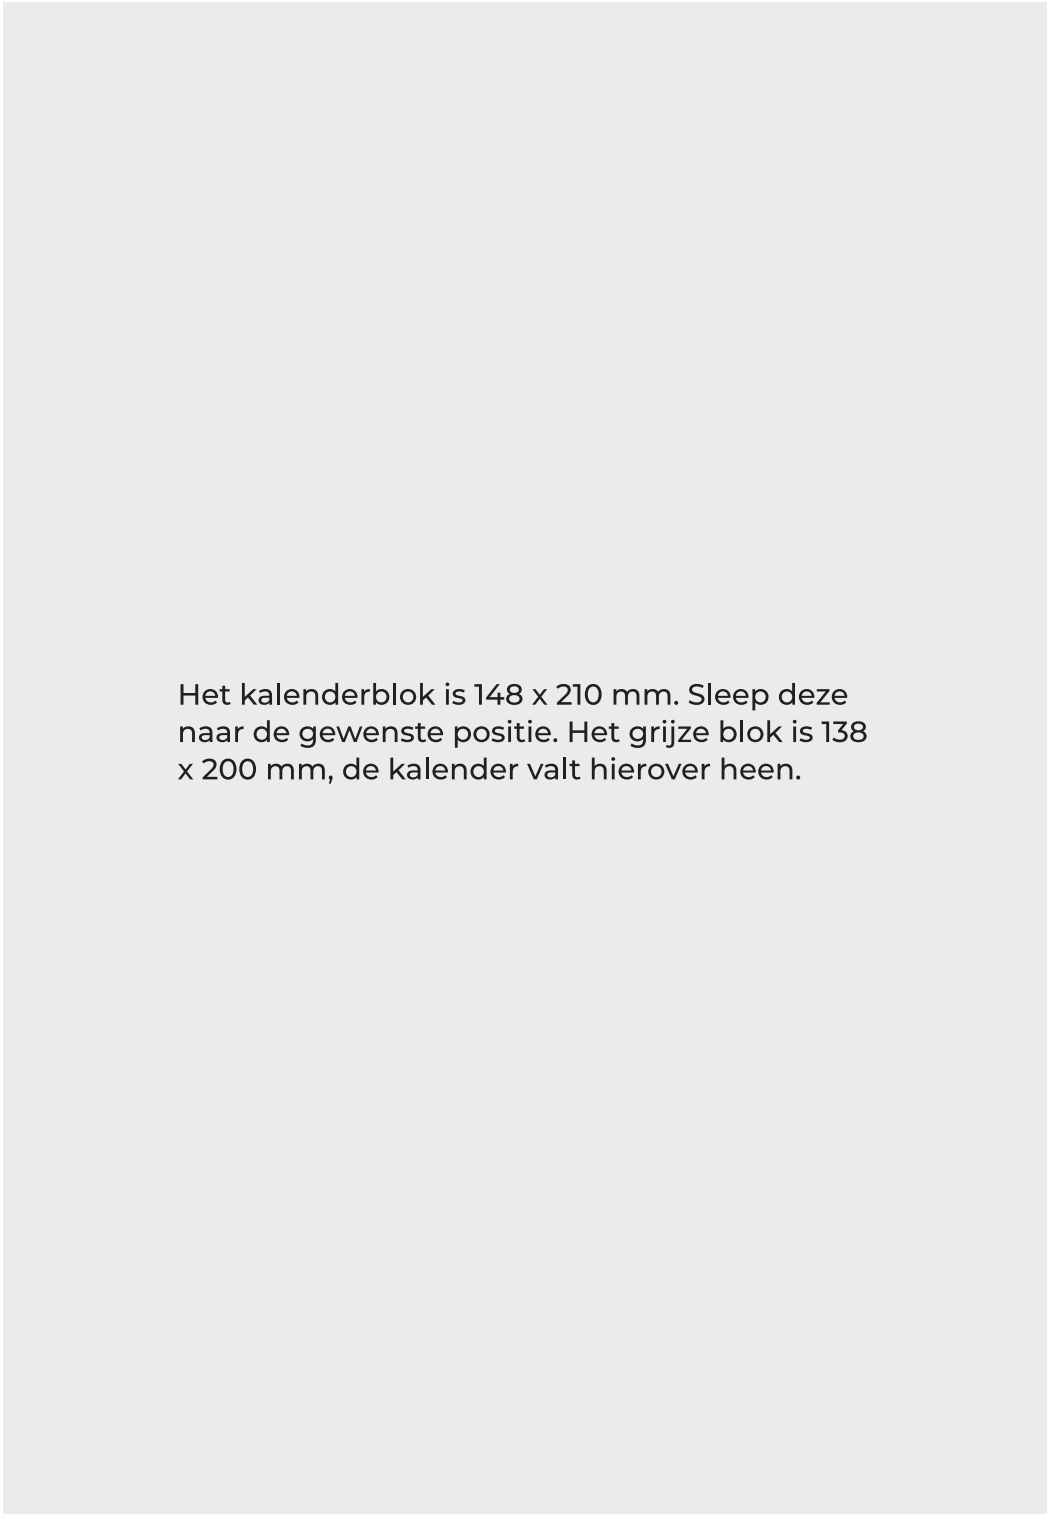 Het kalenderblok is 148 x 210 mm. Sleep deze
naar de gewenste positie. Het grijze blok is 138
x 200 mm, de kalender valt hierover heen.